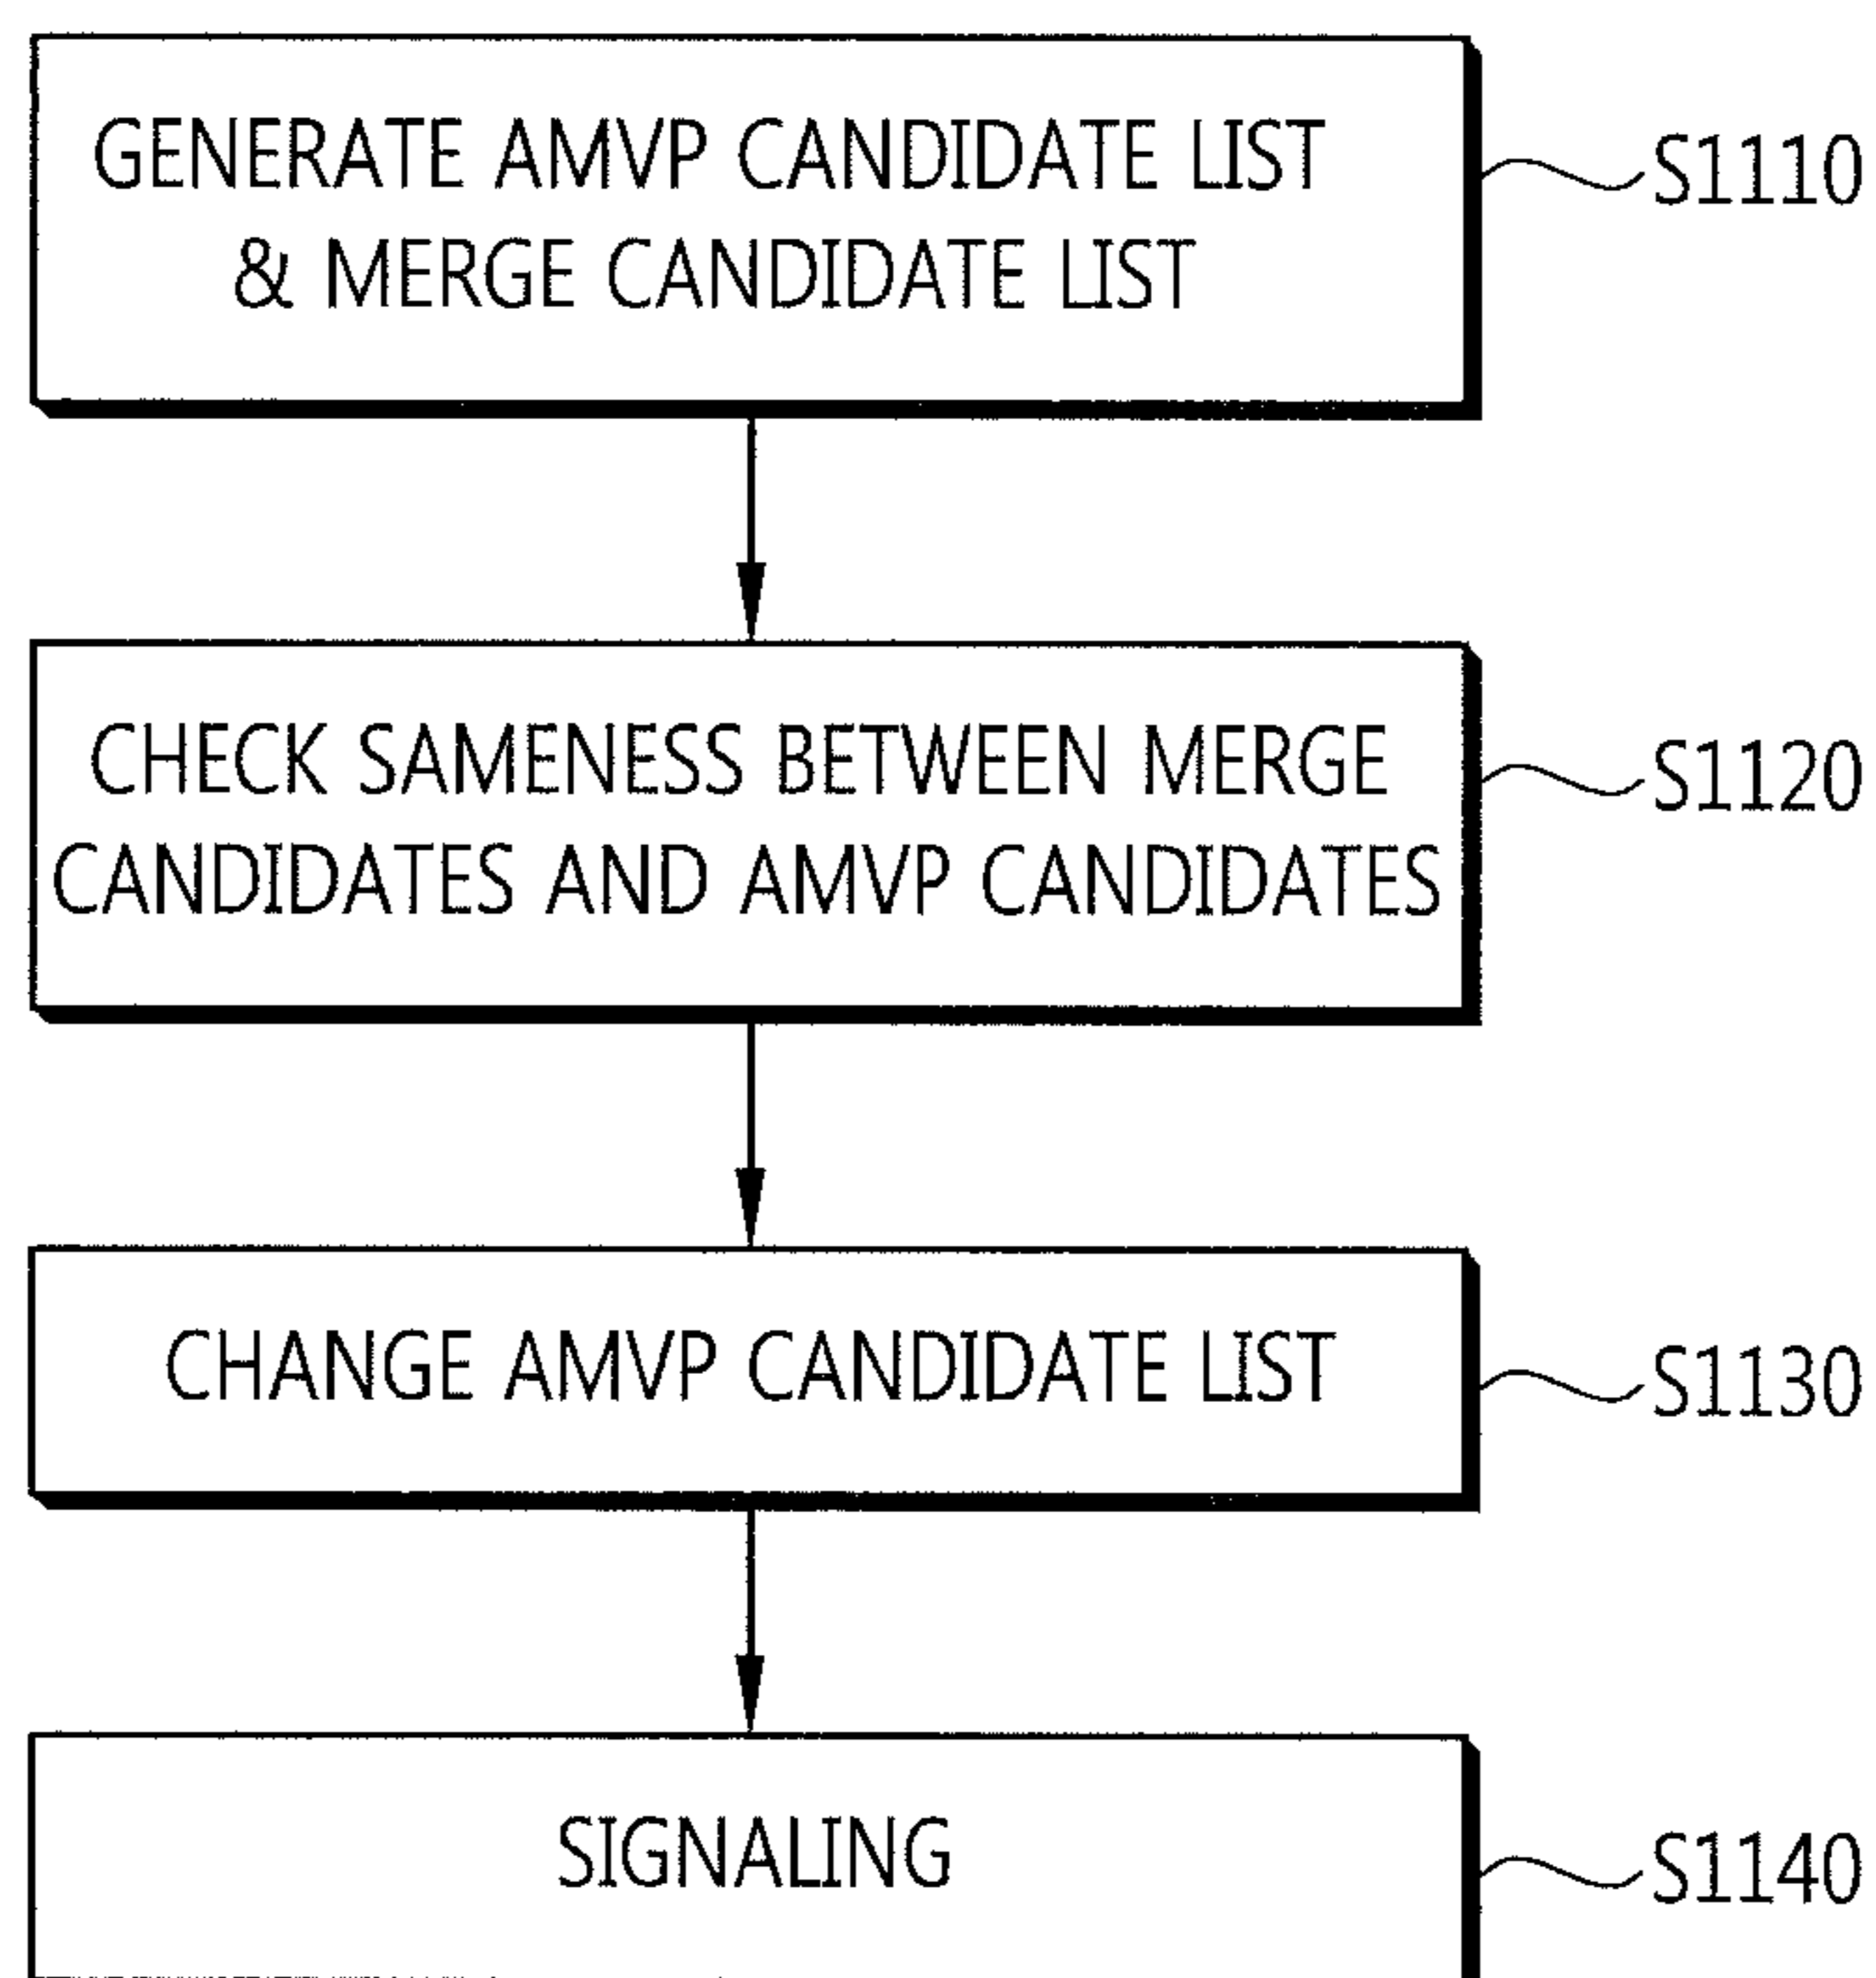 GENERATE AMVP CANDIDATE LIST
& MERGE CANDIDATE LIST
S1110
CHECK SAMENESS BETWEEN MERGE
CANDIDATES AND AMVP CANDIDATES
S1120
CHANGE AMVP CANDIDATE LIST
S1130
SIGNALING
S1140